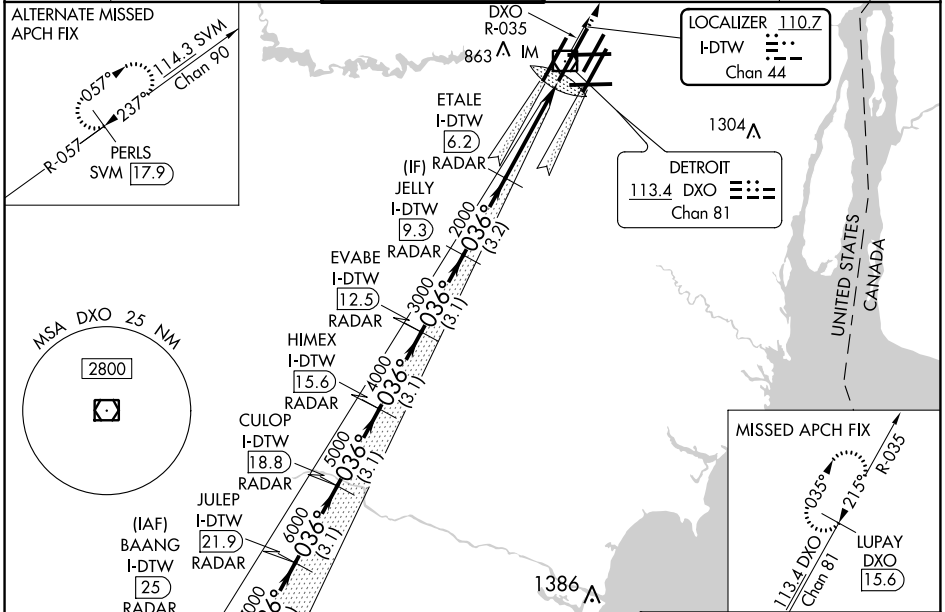 ALTERNATE MISSED
APCH FIX
057°
237°
114.3 SVM
Chan 90
R-057
PERLS
SVM 17.9
DXO
R-035
863
IM
LOCALIZER 110.7
I-DTW
Chan 44
1304
DETROIT
113.4 DXO
Chan 81
ETALE
I-DTW
6.2
RADAR
(IF)
JELLY
I-DTW
9.3
RADAR
2000
036°
(3.2)
EVABE
I-DTW
12.5
RADAR
3000
036°
(3.1)
HIMEX
I-DTW
15.6
RADAR
4000
036°
(3.1)
CULOP
I-DTW
18.8
RADAR
5000
036°
(3.1)
JULEP
I-DTW
21.9
RADAR
6000
036°
(3.1)
(IAF)
BAANG
I-DTW
25
RADAR
MSA DXO 25 NM
2800
UNITED STATES
CANADA
1386
MISSED APCH FIX
035°
215°
R-035
113.4 DXO
Chan 81
LUPAY
DXO
15.6